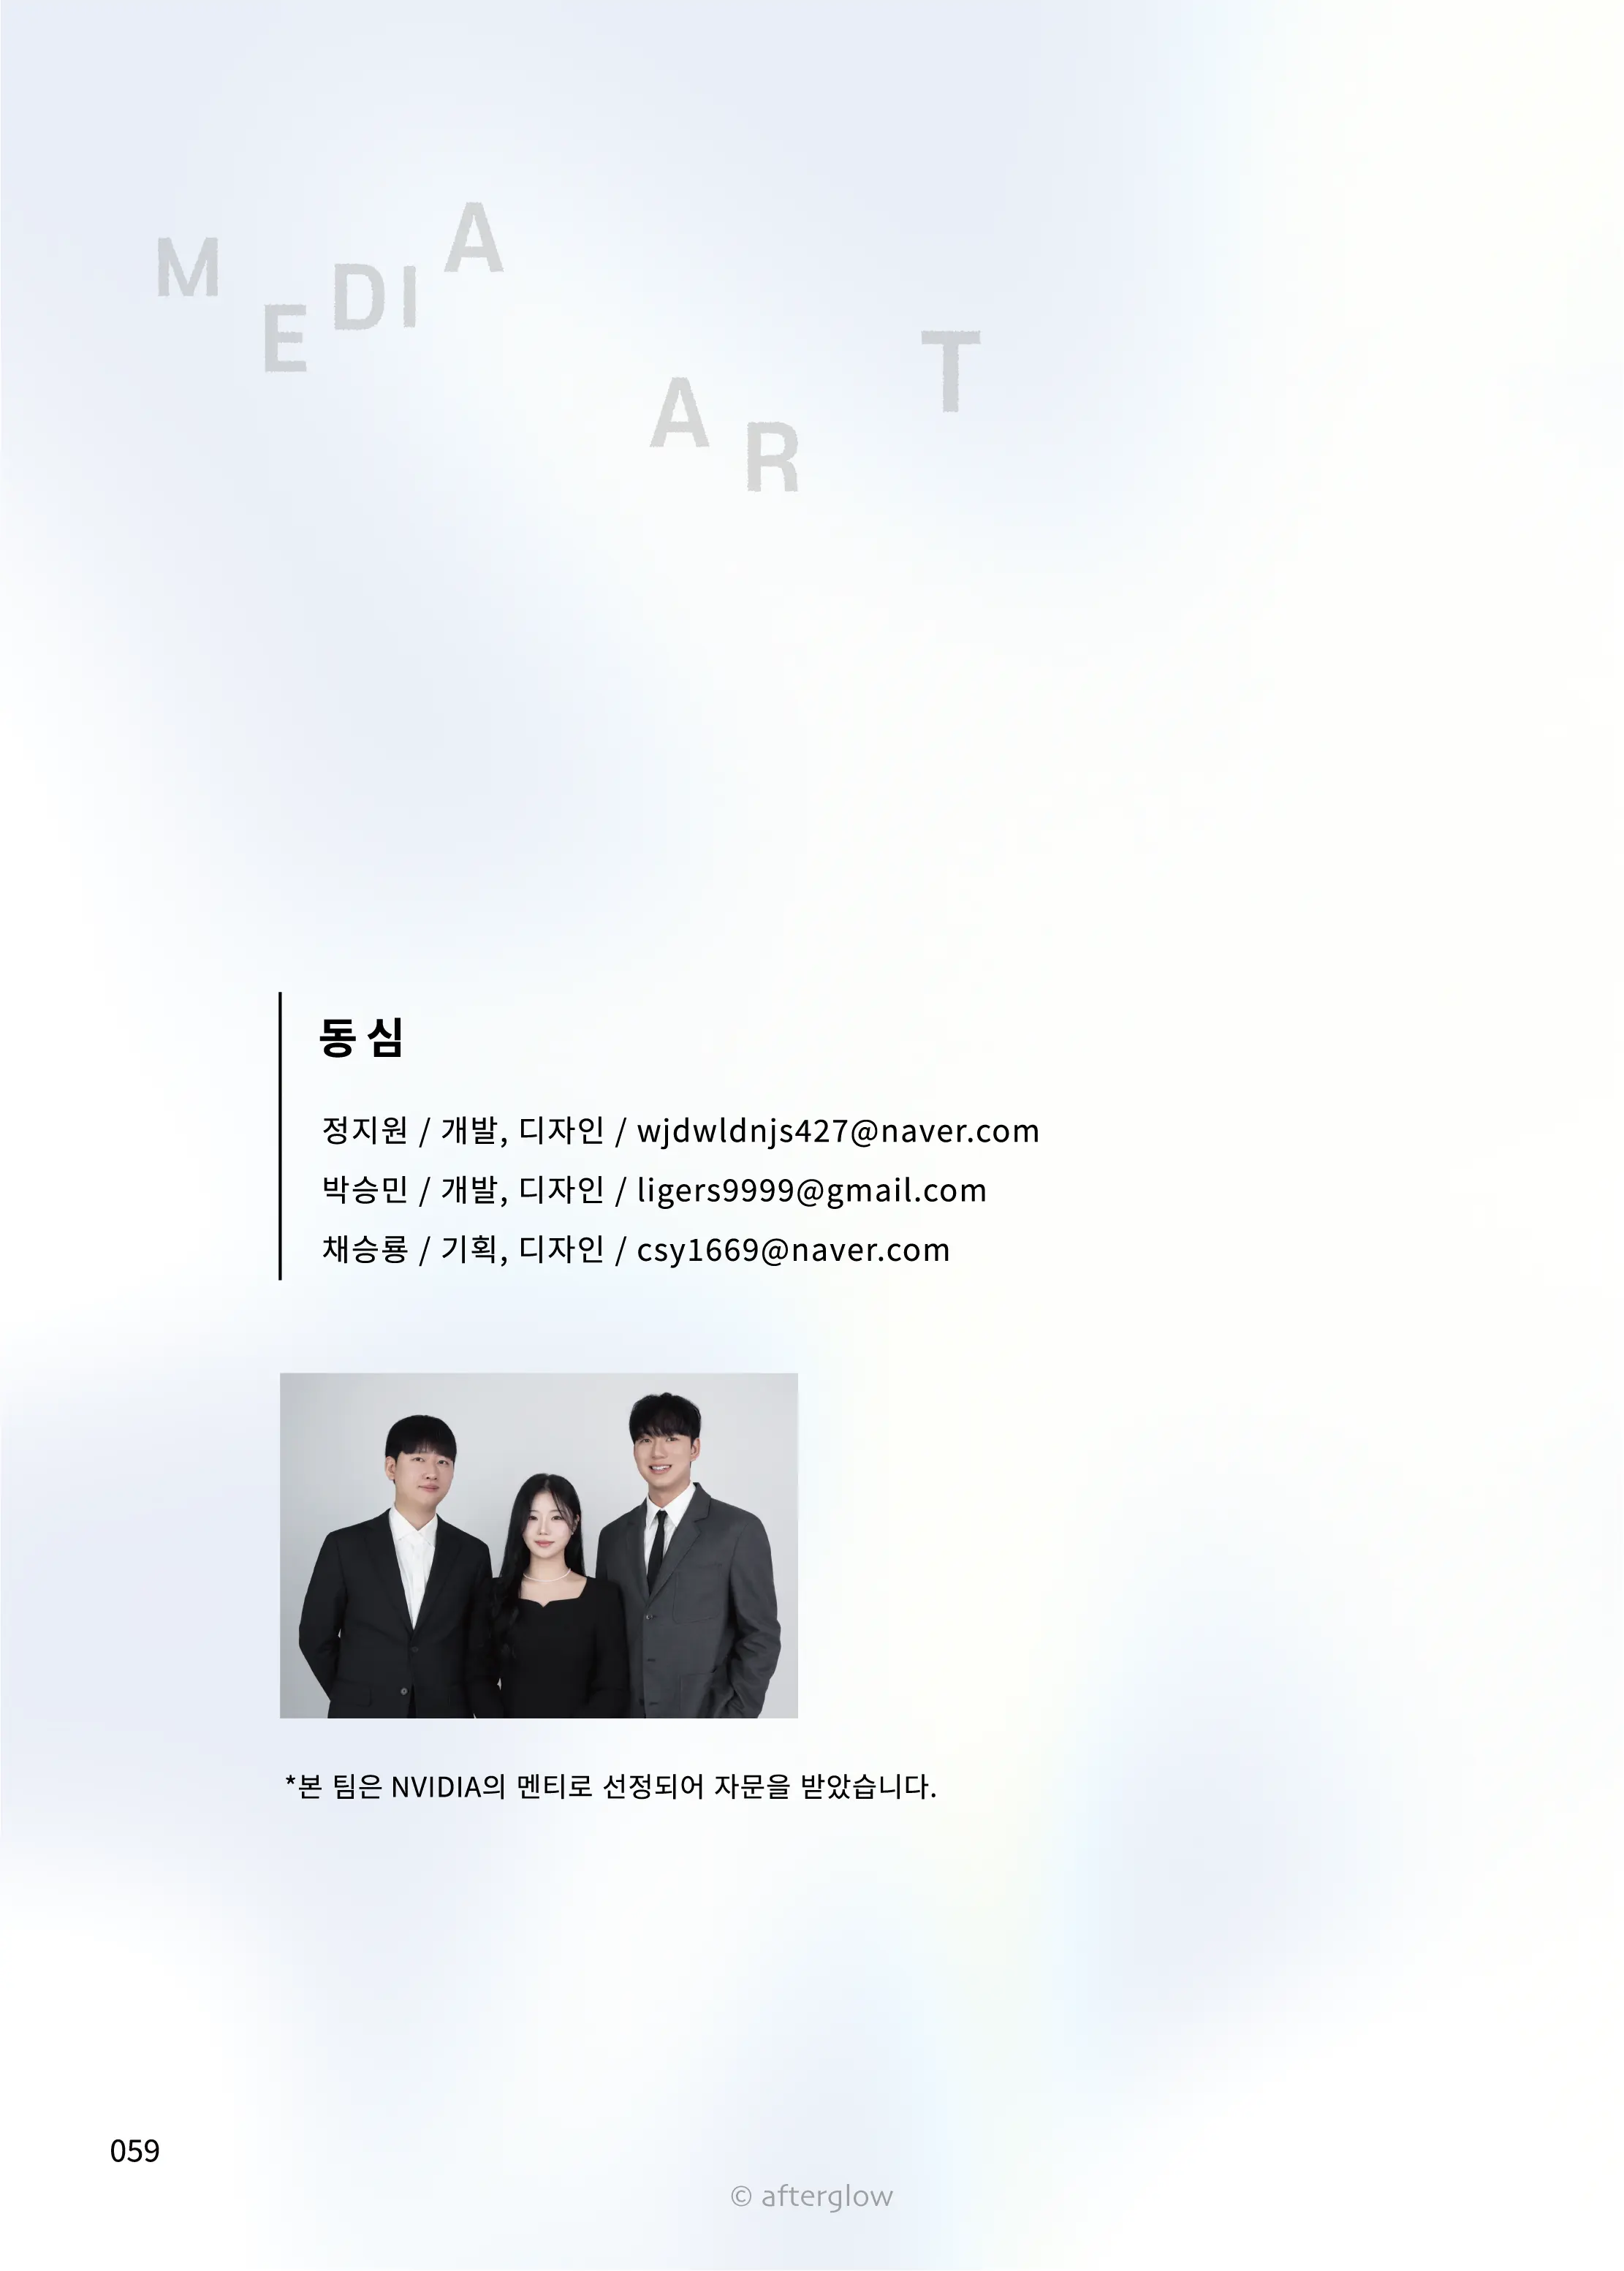 MEDIA
ART
동심
정지원 / 개발, 디자인 / wjdwldnjs427@naver.com
박승민 / 개발, 디자인 / ligers9999@gmail.com
채승룡 / 기획, 디자인 / csy1669@naver.com
*본 팀은 NVIDIA의 멘티로 선정되어 자문을 받았습니다.
059
© afterglow